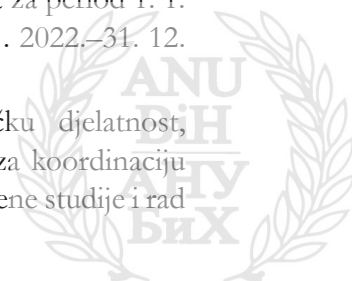 za period 1. 1.
. 2022.–31. 12.
ANU
BiH
čku djelatnost,
za koordinaciju
АНУ
БиХ
ene studije i rad